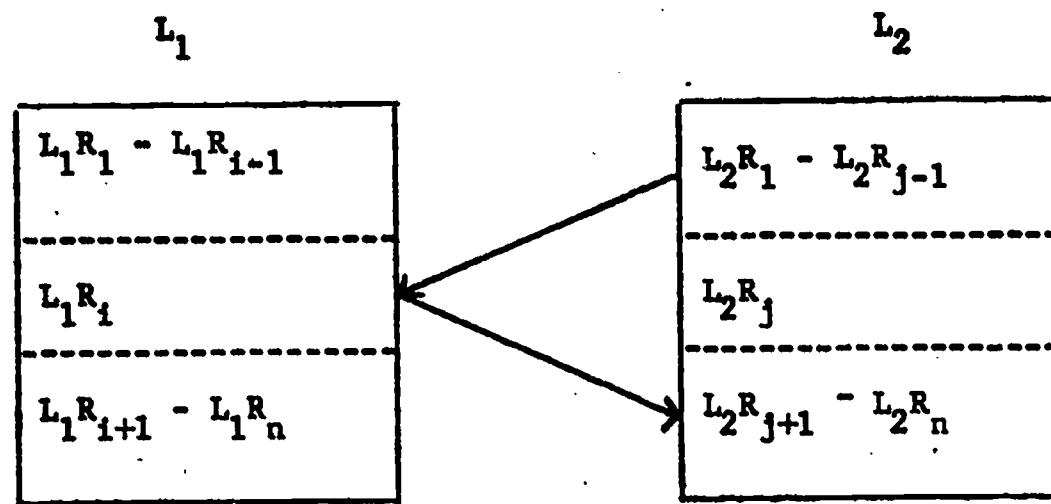 L₁ L₂
L₁R₁ - L₁Rᵢ₋₁
L₁Rᵢ
L₁Rᵢ₊₁ - L₁Rₙ
L₂R₁ - L₂Rⱼ₋₁
L₂Rⱼ
L₂Rⱼ₊₁ - L₂Rₙ